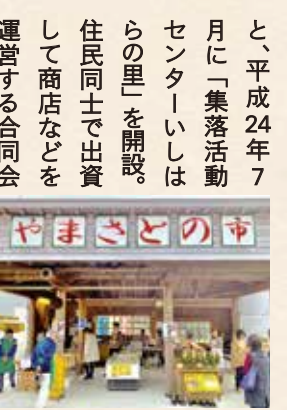 と、平成24年7
月に「集落活動
センターいしは
らの里」を開設。
住民同士で出資
して商店などを
運営する合同会
やまさとの市